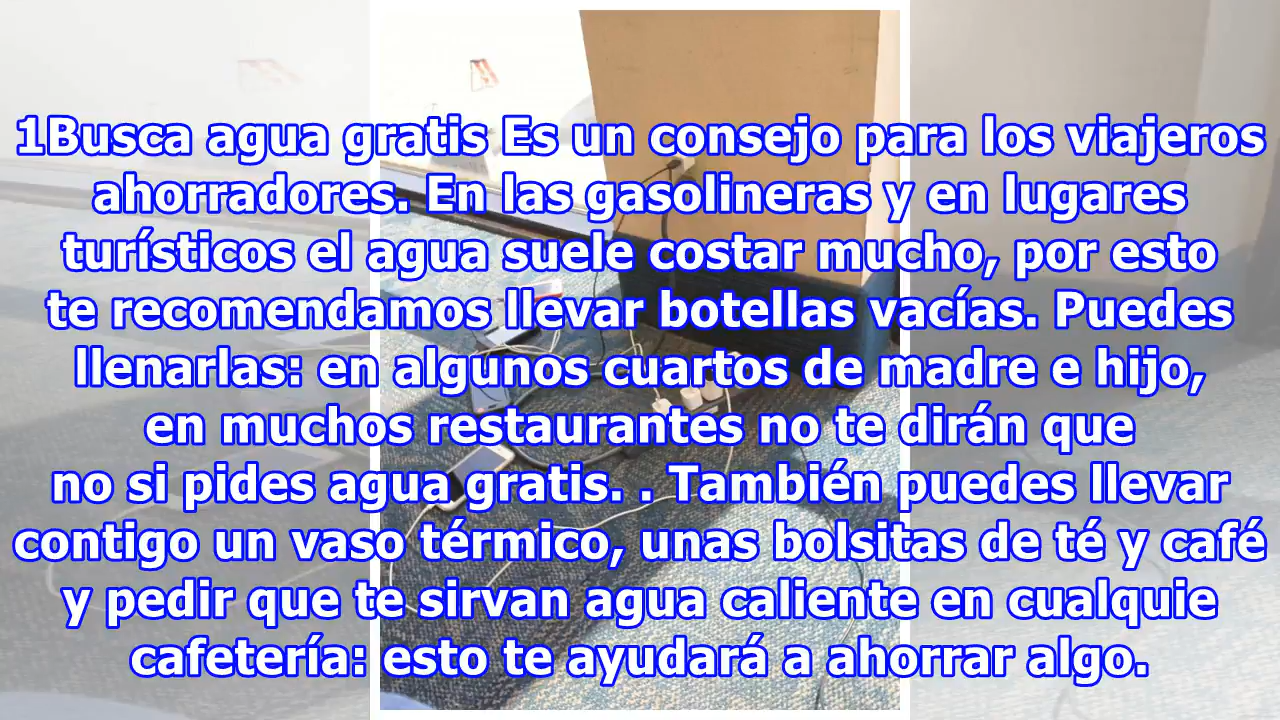 1Busca agua gratis Es un consejo para los viajeros
ahorradores. En las gasolineras y en lugares
turísticos el agua suele costar mucho, por esto
te recomendamos llevar botellas vacías. Puedes
llenarlas: en algunos cuartos de madre e hijo,
en muchos restaurantes no te dirán que
no si pides agua gratis. . También puedes llevar
contigo un vaso térmico, unas bolsitas de té y café
y pedir que te sirvan agua caliente en cualquie
cafetería: esto te ayudará a ahorrar algo.